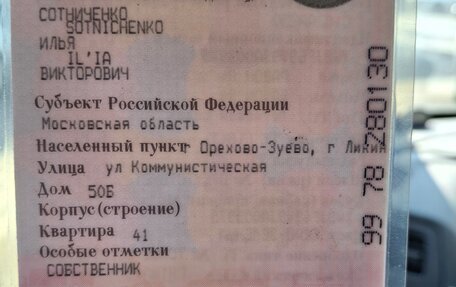 СОТНИЧЕНКО
SOTNICHENKO
ИЛЬЯ
IL'IA
ВИКТОРОВИЧ
Субъект Российской Федерации
Московская область
Населенный пункт Орехово-Зуево, г Ликин
Улица ул Коммунистическая
Дом 50Б
Корпус (строение)
Квартира 41
Особые отметки
СОБСТВЕННИК
99 78 280130